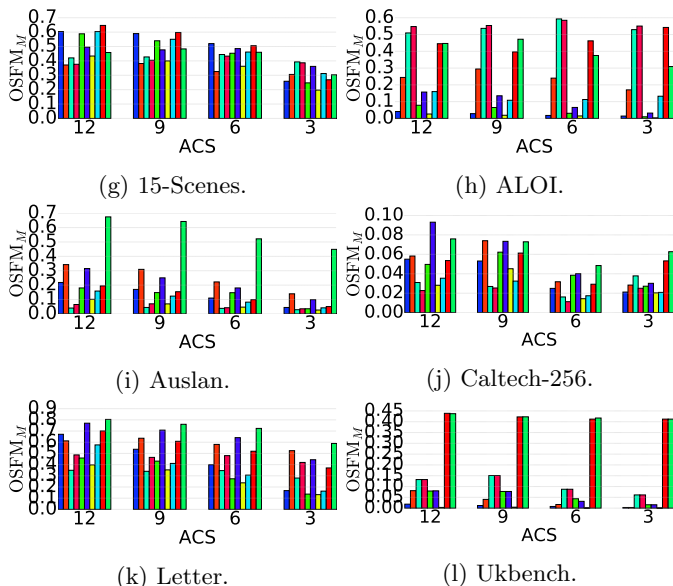 0.7
0.6
0.5
0.4
0.3
0.2
0.1
0.0
OSFM_M
12 9 6 3
ACS
(g) 15-Scenes.
0.6
0.5
0.4
0.3
0.2
0.1
0.0
OSFM_M
12 9 6 3
ACS
(h) ALOI.
0.7
0.6
0.5
0.4
0.3
0.2
0.1
0.0
OSFM_M
12 9 6 3
ACS
(i) Auslan.
0.10
0.08
0.06
0.04
0.02
0.00
OSFM_M
12 9 6 3
ACS
(j) Caltech-256.
0.9
0.8
0.7
0.6
0.5
0.4
0.3
0.2
0.1
0.0
OSFM_M
12 9 6 3
ACS
(k) Letter.
0.45
0.40
0.35
0.30
0.25
0.20
0.15
0.10
0.05
0.00
OSFM_M
12 9 6 3
ACS
(l) Ukbench.